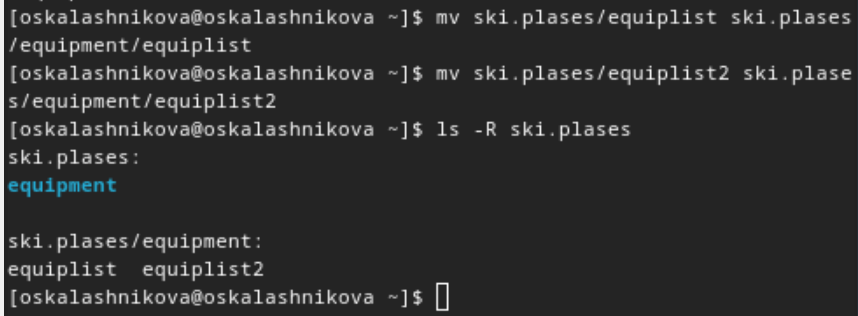 [oskalashnikova@oskalashnikova ~]$ mv ski.plases/equiplist ski.plases
/equipment/equiplist
[oskalashnikova@oskalashnikova ~]$ mv ski.plases/equiplist2 ski.plase
s/equipment/equiplist2
[oskalashnikova@oskalashnikova ~]$ ls -R ski.plases
ski.plases:
equipment

ski.plases/equipment:
equiplist  equiplist2
[oskalashnikova@oskalashnikova ~]$